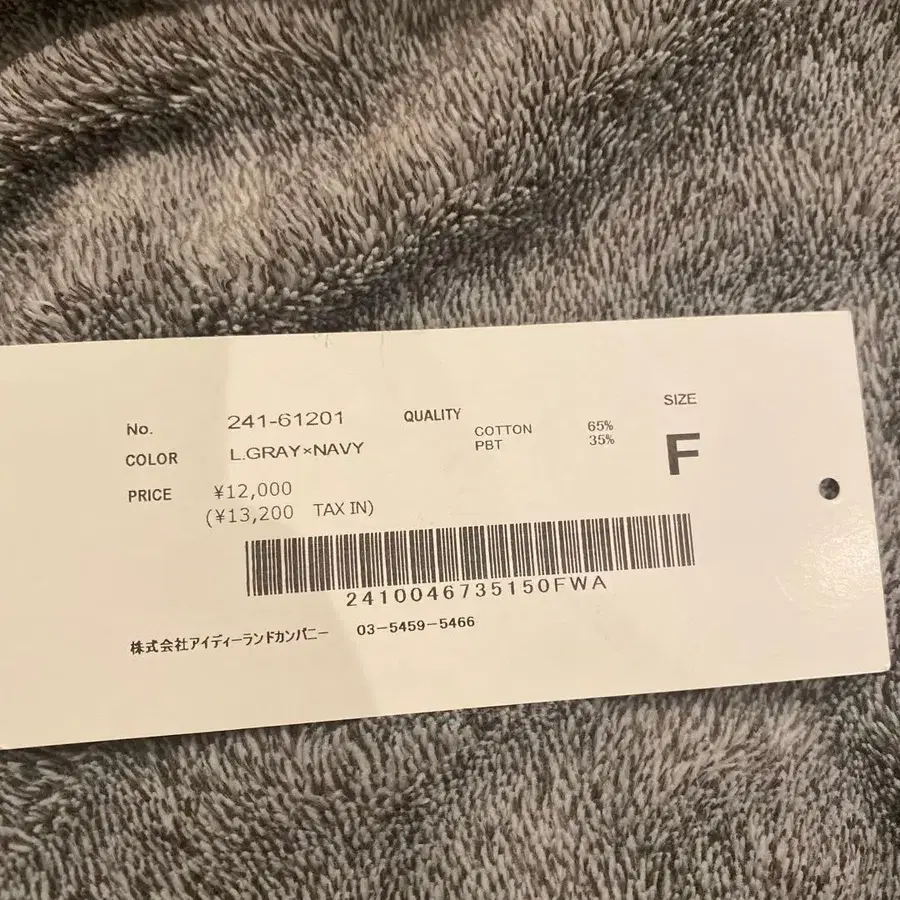 No. 241-61201
COLOR L.GRAY×NAVY
PRICE ¥12,000
(¥13,200 TAX IN)
QUALITY
COTTON 65%
PBT 35%
SIZE
F
2410046735150FWA
株式会社アイディーランドカンパニー 03-5459-5466